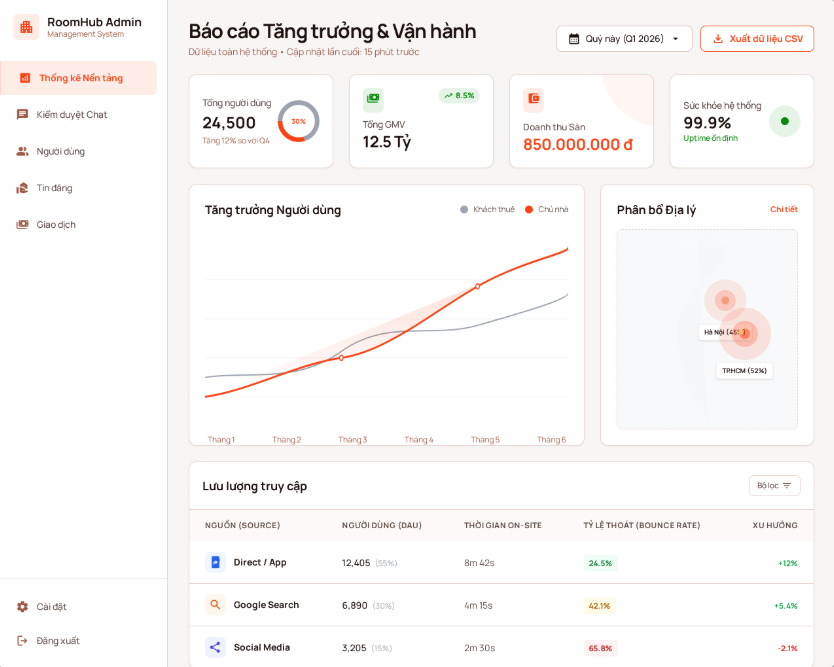 RoomHub Admin
Management System
Thống kê Nền tảng
Kiểm duyệt Chat
Người dùng
Tin đăng
Giao dịch
Cài đặt
Đăng xuất
Báo cáo Tăng trưởng & Vận hành
Dữ liệu toàn hệ thống • Cập nhật lần cuối: 15 phút trước
Quý này (Q1 2026)
Xuất dữ liệu CSV
Tổng người dùng
24,500
Tăng 12% so với Q4
30%
8.5%
Tổng GMV
12.5 Tỷ
Doanh thu Sàn
850.000.000 đ
Sức khỏe hệ thống
99.9%
Uptime ổn định
Tăng trưởng Người dùng
Khách thuê
Chủ nhà
Tháng 1 Tháng 2 Tháng 3 Tháng 4 Tháng 5 Tháng 6
Phân bổ Địa lý
Chi tiết
Hà Nội
TP.HCM (52%)
Lưu lượng truy cập
Bộ lọc
NGUỒN (SOURCE) NGƯỜI DÙNG (DAU) THỜI GIAN ON-SITE TỶ LỆ THOÁT (BOUNCE RATE) XU HƯỚNG
Direct / App 12,405 (55%) 8m 42s 24.5% +12%
Google Search 6,890 (30%) 4m 15s 42.1% +5.4%
Social Media 3,205 (15%) 2m 30s 65.8% -2.1%